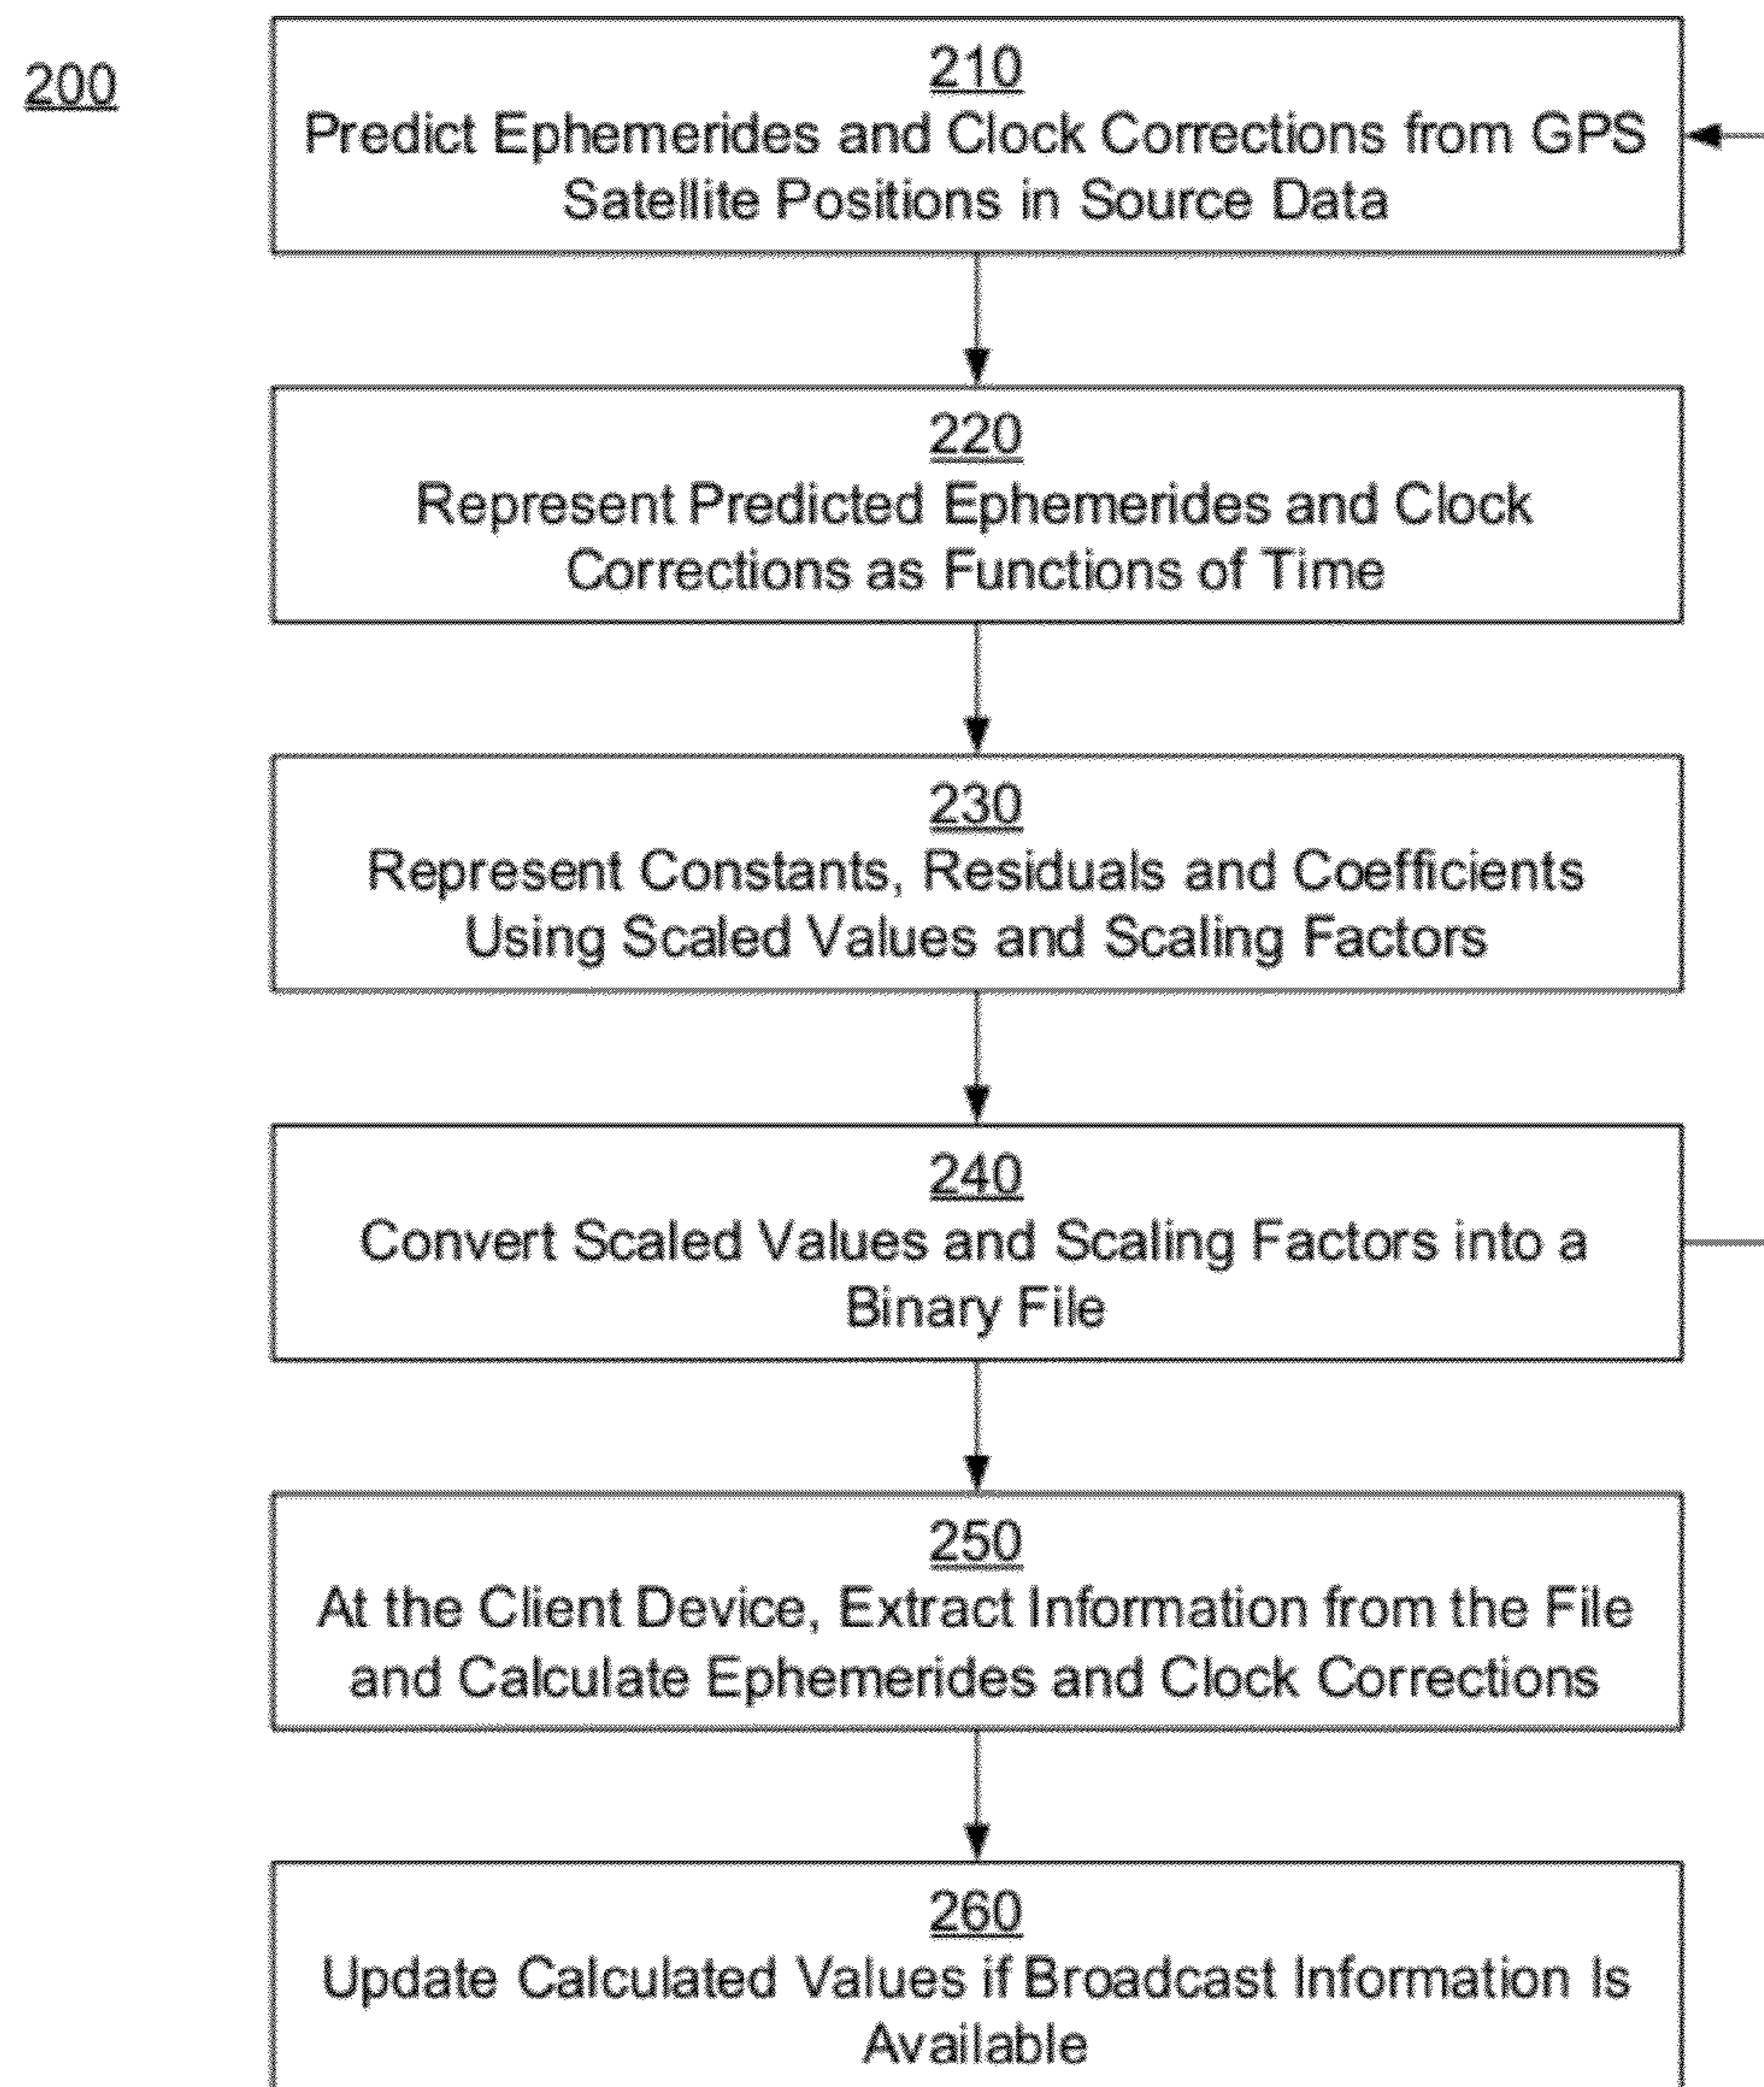 200
210
Predict Ephemerides and Clock Corrections from GPS
Satellite Positions in Source Data
220
Represent Predicted Ephemerides and Clock
Corrections as Functions of Time
230
Represent Constants, Residuals and Coefficients
Using Scaled Values and Scaling Factors
240
Convert Scaled Values and Scaling Factors into a
Binary File
250
At the Client Device, Extract Information from the File
and Calculate Ephemerides and Clock Corrections
260
Update Calculated Values if Broadcast Information Is
Available